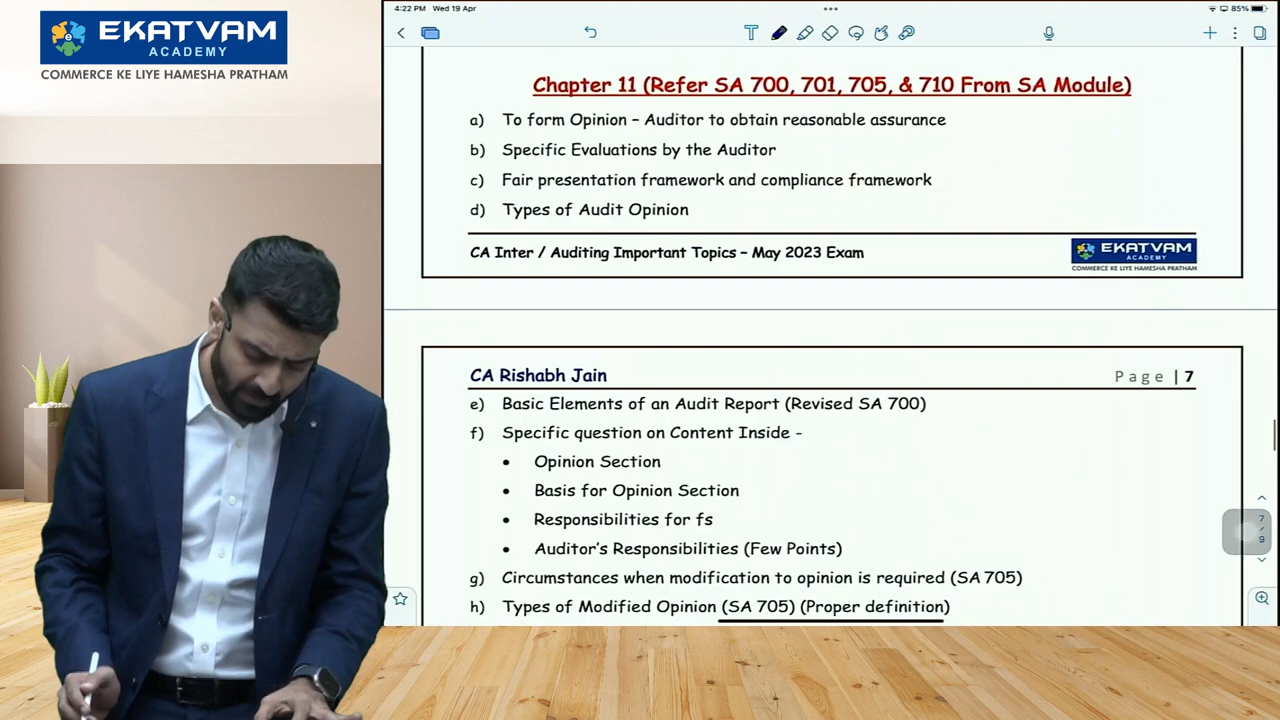 EKATVAM
ACADEMY
COMMERCE KE LIYE HAMESHA PRATHAM
4:22 PM Wed 19 Apr
85%
Chapter 11 (Refer SA 700, 701, 705, & 710 From SA Module)
a) To form Opinion – Auditor to obtain reasonable assurance
b) Specific Evaluations by the Auditor
c) Fair presentation framework and compliance framework
d) Types of Audit Opinion
CA Inter / Auditing Important Topics – May 2023 Exam
EKATVAM
ACADEMY
COMMERCE KE LIYE HAMESHA PRATHAM
CA Rishabh Jain
Page | 7
e) Basic Elements of an Audit Report (Revised SA 700)
f) Specific question on Content Inside -
• Opinion Section
• Basis for Opinion Section
• Responsibilities for fs
• Auditor's Responsibilities (Few Points)
7
/
9
g) Circumstances when modification to opinion is required (SA 705)
h) Types of Modified Opinion (SA 705) (Proper definition)